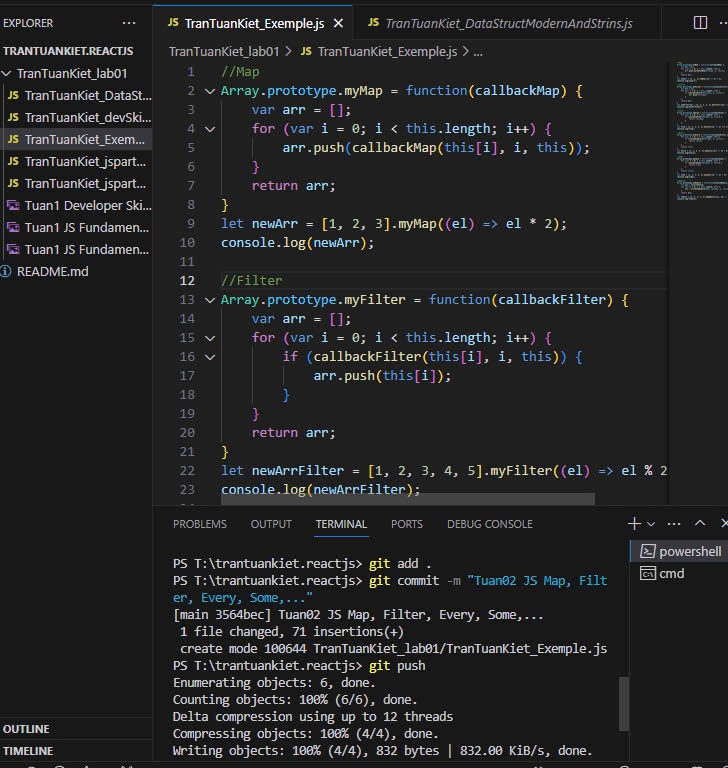 EXPLORER
TRANTUANKIET.REACTJS
TranTuanKiet_lab01
JS TranTuanKiet_DataSt...
JS TranTuanKiet_devSki...
JS TranTuanKiet_Exem...
JS TranTuanKiet_jspart...
JS TranTuanKiet_jspart...
Tuan1 Developer Ski...
Tuan1 JS Fundamen...
Tuan1 JS Fundamen...
README.md
OUTLINE
TIMELINE
JS TranTuanKiet_Exemple.js
JS TranTuanKiet_DataStructModernAndStrins.js
TranTuanKiet_lab01 > JS TranTuanKiet_Exemple.js > ...
1 //Map
2 Array.prototype.myMap = function(callbackMap) {
3 var arr = [];
4 for (var i = 0; i < this.length; i++) {
5 arr.push(callbackMap(this[i], i, this));
6 }
7 return arr;
8 }
9 let newArr = [1, 2, 3].myMap((el) => el * 2);
10 console.log(newArr);
11
12 //Filter
13 Array.prototype.myFilter = function(callbackFilter) {
14 var arr = [];
15 for (var i = 0; i < this.length; i++) {
16 if (callbackFilter(this[i], i, this)) {
17 arr.push(this[i]);
18 }
19 }
20 return arr;
21 }
22 let newArrFilter = [1, 2, 3, 4, 5].myFilter((el) => el % 2
23 console.log(newArrFilter);
PROBLEMS OUTPUT TERMINAL PORTS DEBUG CONSOLE
PS T:\trantuankiet.reactjs> git add .
PS T:\trantuankiet.reactjs> git commit -m "Tuan02 JS Map, Filt
er, Every, Some,..."
[main 3564bec] Tuan02 JS Map, Filter, Every, Some,...
1 file changed, 71 insertions(+)
create mode 100644 TranTuanKiet_lab01/TranTuanKiet_Exemple.js
PS T:\trantuankiet.reactjs> git push
Enumerating objects: 6, done.
Counting objects: 100% (6/6), done.
Delta compression using up to 12 threads
Compressing objects: 100% (4/4), done.
Writing objects: 100% (4/4), 832 bytes | 832.00 KiB/s, done.
powershell
cmd